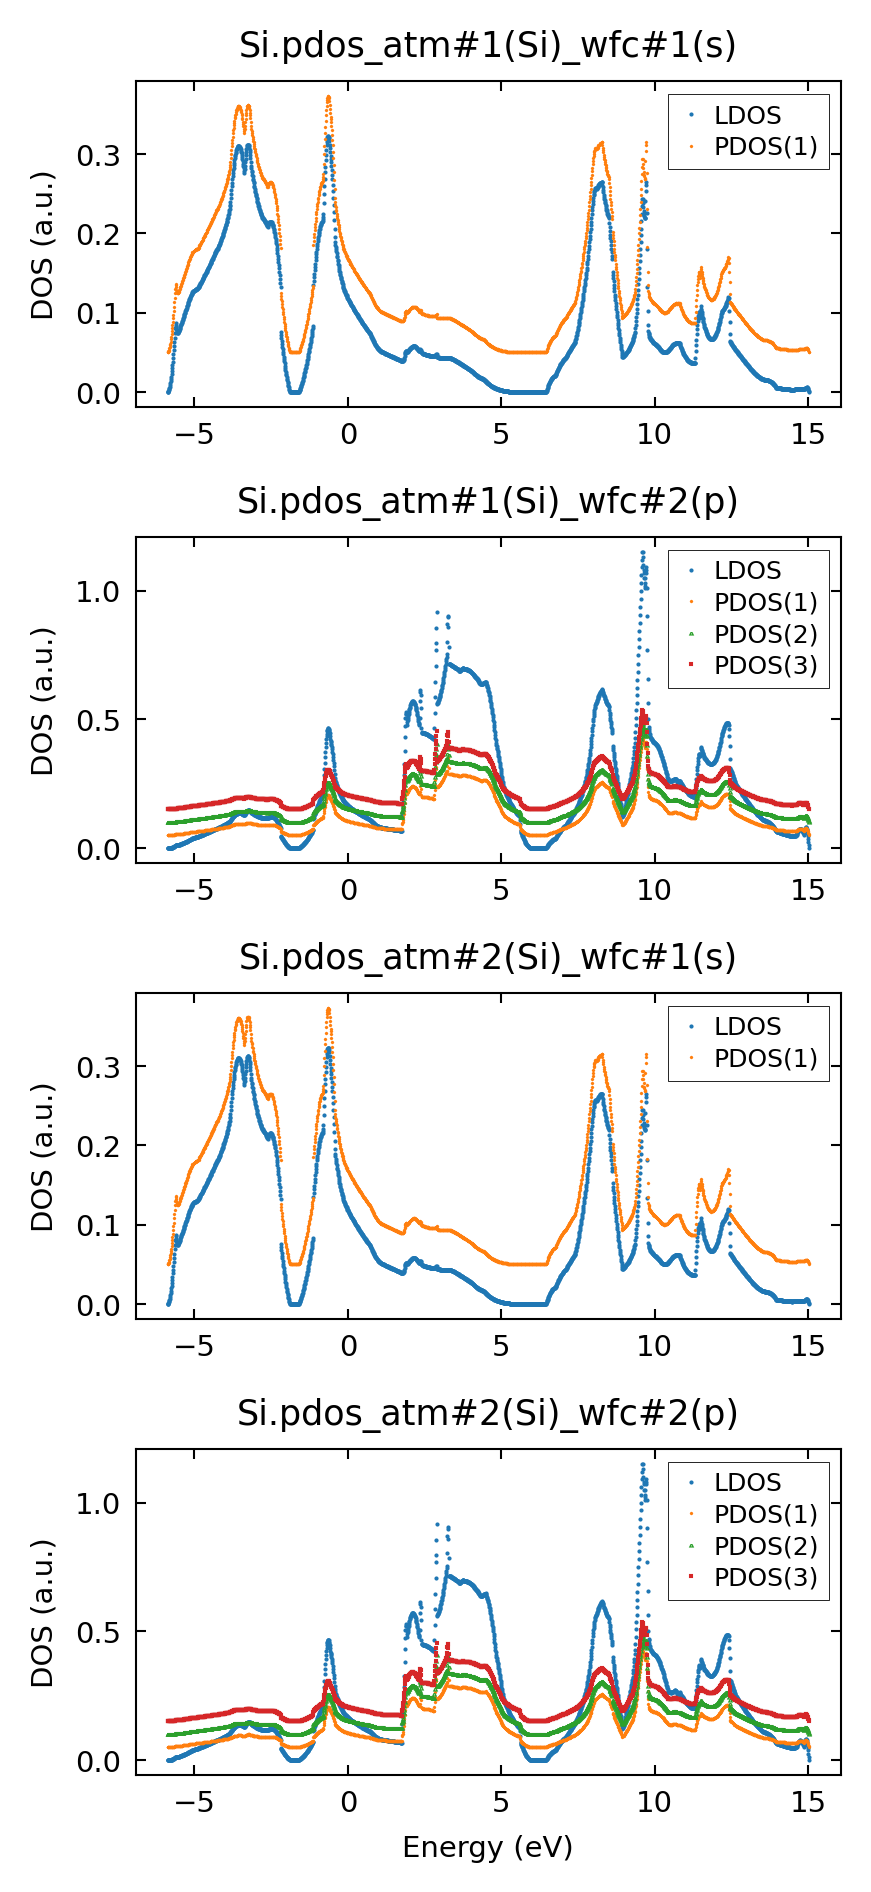 Si.pdos_atm#1(Si)_wfc#1(s)
DOS (a.u.)
0.3
0.2
0.1
0.0
LDOS
PDOS(1)
−5 0 5 10 15
Si.pdos_atm#1(Si)_wfc#2(p)
DOS (a.u.)
1.0
0.5
0.0
LDOS
PDOS(1)
PDOS(2)
PDOS(3)
−5 0 5 10 15
Si.pdos_atm#2(Si)_wfc#1(s)
DOS (a.u.)
0.3
0.2
0.1
0.0
LDOS
PDOS(1)
−5 0 5 10 15
Si.pdos_atm#2(Si)_wfc#2(p)
DOS (a.u.)
1.0
0.5
0.0
LDOS
PDOS(1)
PDOS(2)
PDOS(3)
−5 0 5 10 15
Energy (eV)